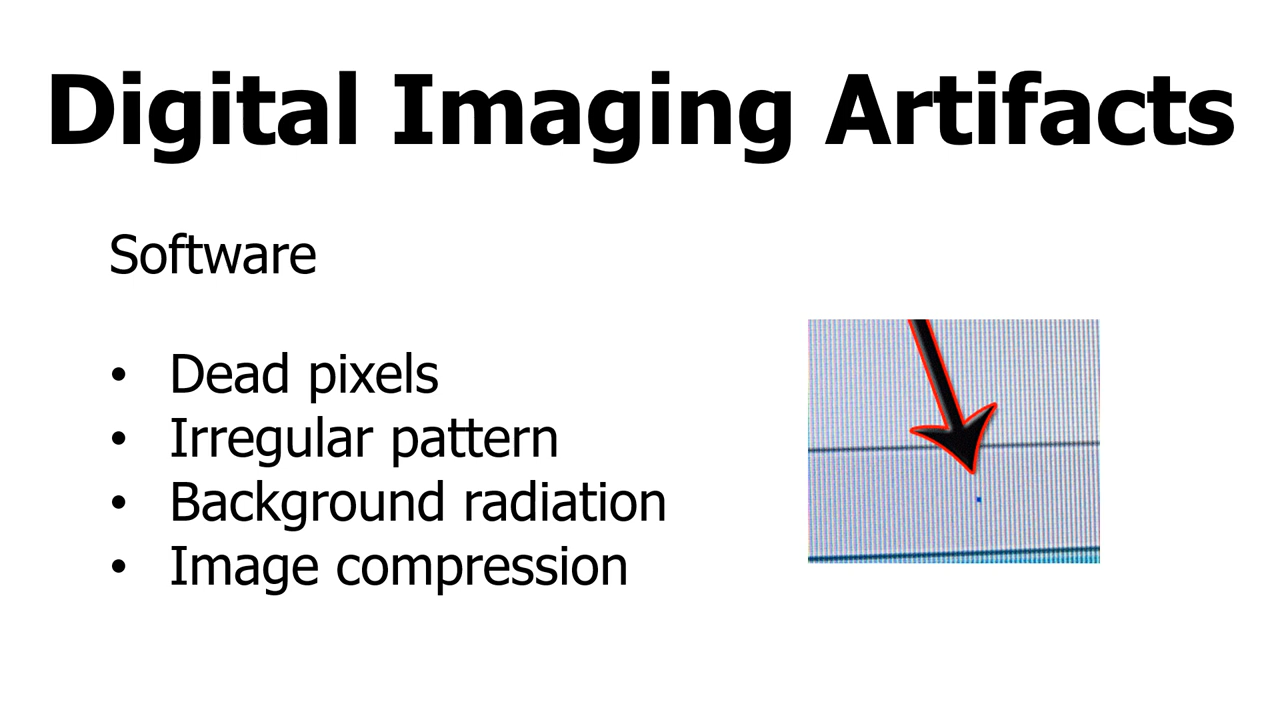 Digital Imaging Artifacts
Software
• Dead pixels
• Irregular pattern
• Background radiation
• Image compression